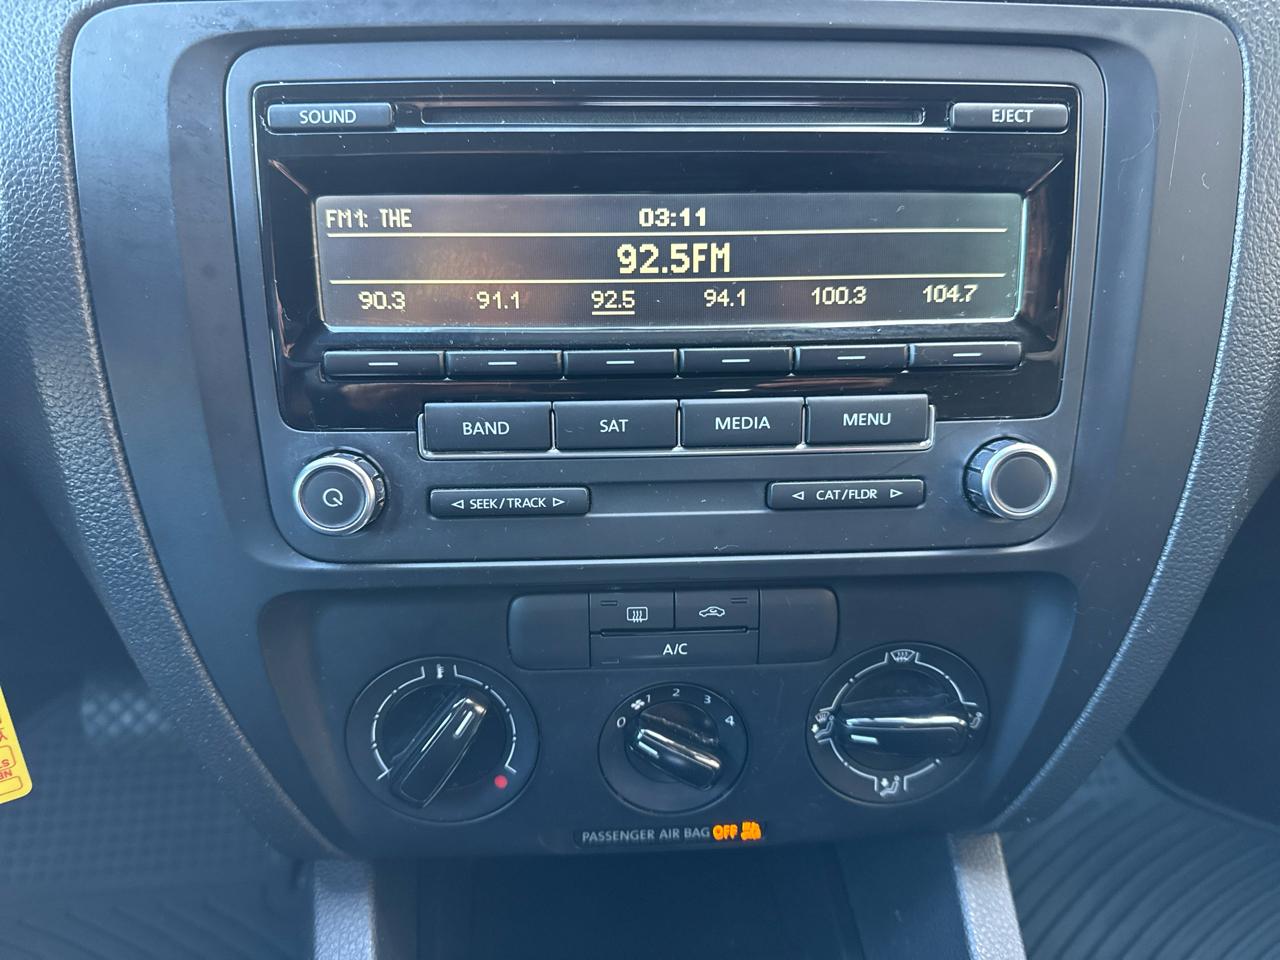 SOUND
EJECT
FM1: THE 03:11
92.5FM
90.3 91.1 92.5 94.1 100.3 104.7
BAND SAT MEDIA MENU
SEEK/TRACK
CAT/FLDR
A/C
0 1 2 3 4
PASSENGER AIR BAG OFF